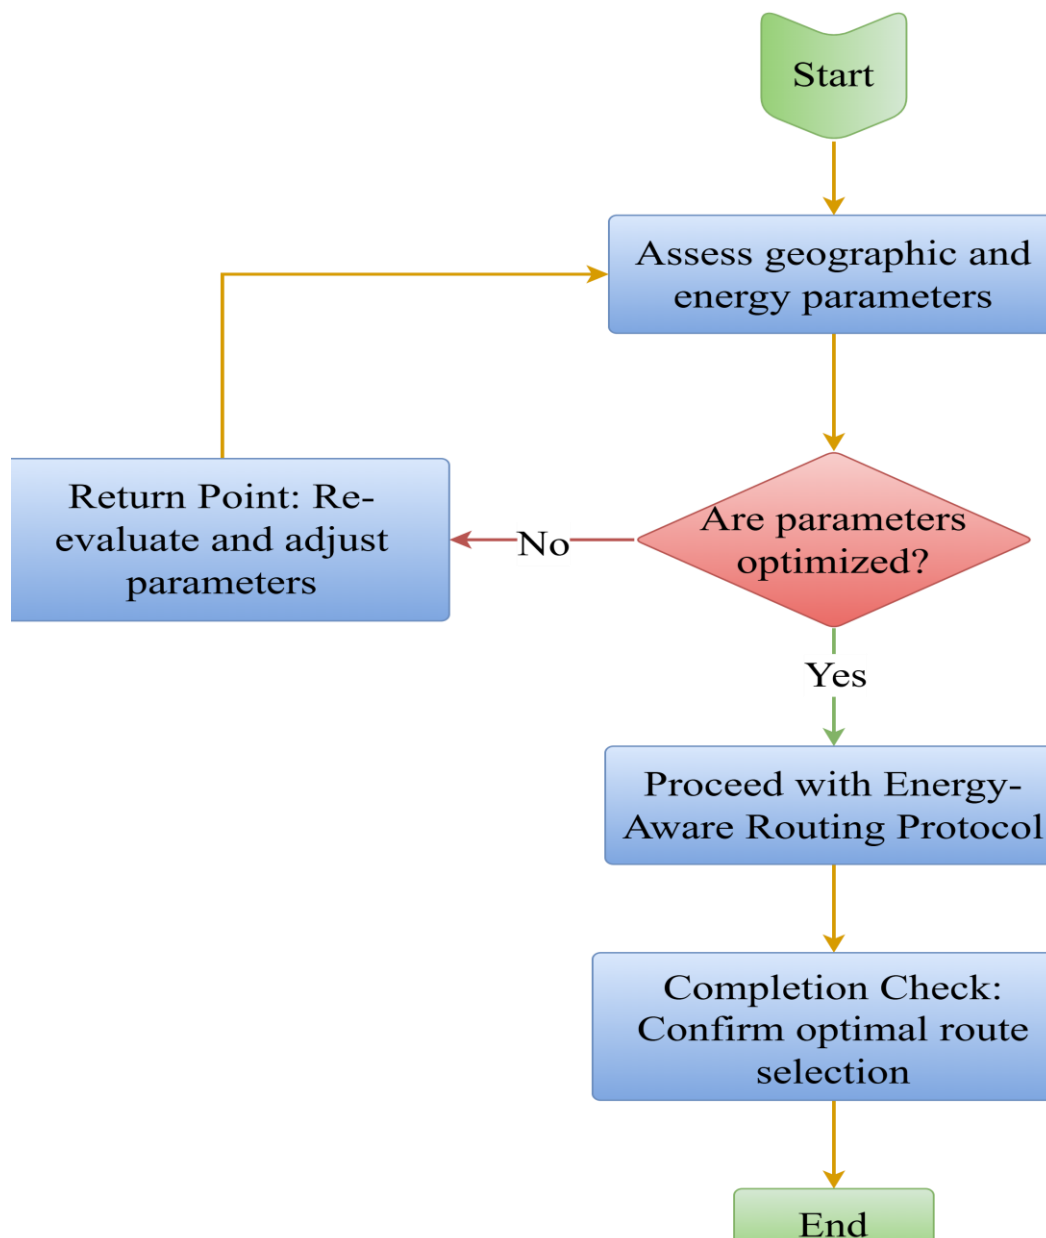 Start
Assess geographic and
energy parameters
Return Point: Re-
evaluate and adjust
parameters
No
Are parameters
optimized?
Yes
Proceed with Energy-
Aware Routing Protocol
Completion Check:
Confirm optimal route
selection
End